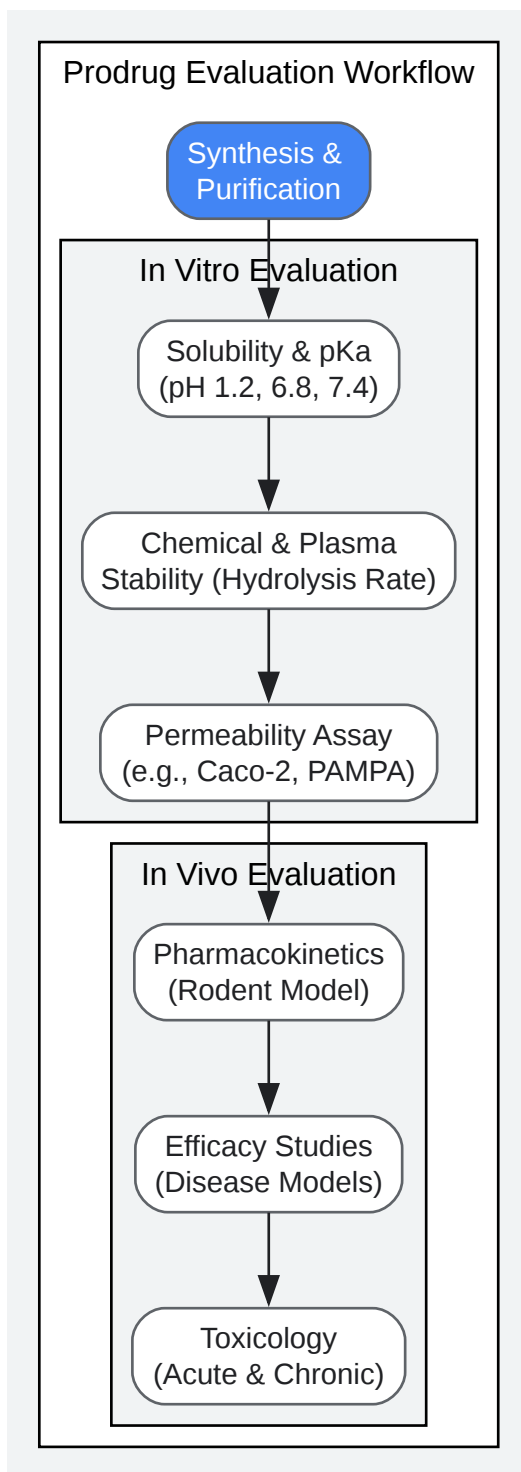 Prodrug Evaluation Workflow
Synthesis &
Purification
In Vitro Evaluation
Solubility & pKa
(pH 1.2, 6.8, 7.4)
Chemical & Plasma
Stability (Hydrolysis Rate)
Permeability Assay
(e.g., Caco-2, PAMPA)
In Vivo Evaluation
Pharmacokinetics
(Rodent Model)
Efficacy Studies
(Disease Models)
Toxicology
(Acute & Chronic)